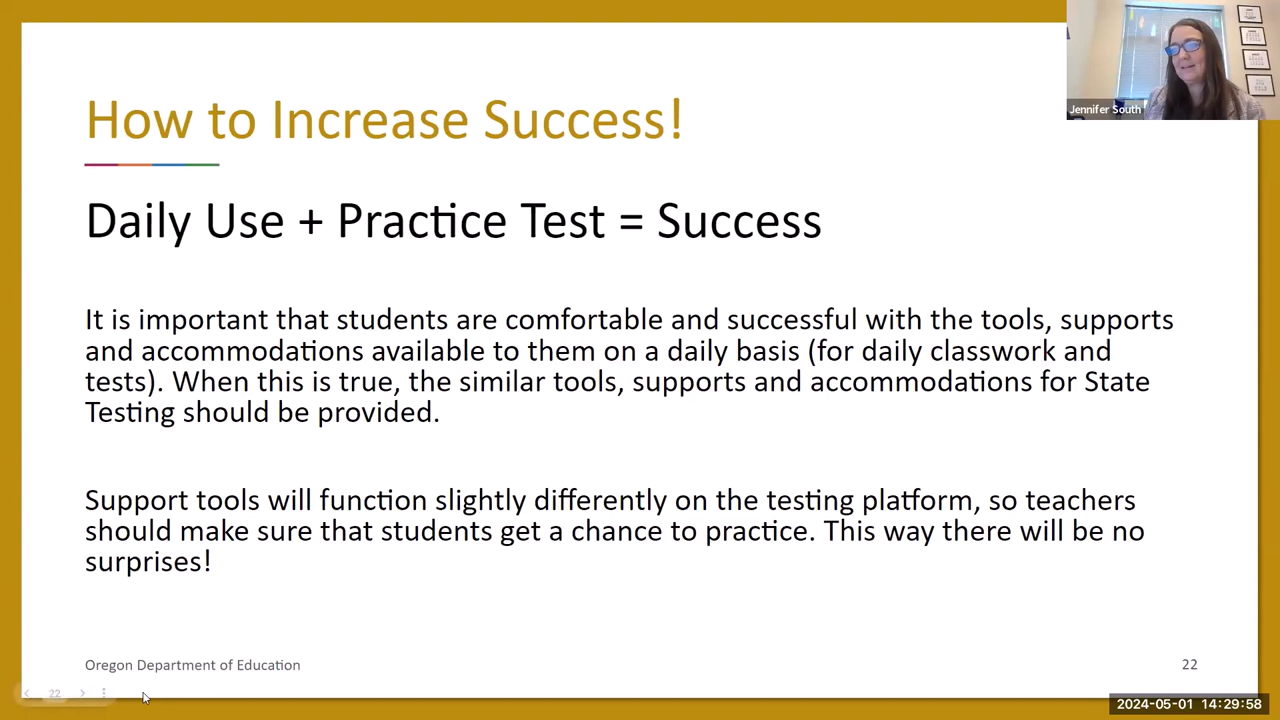 Jennifer South
How to Increase Success!
Daily Use + Practice Test = Success
It is important that students are comfortable and successful with the tools, supports
and accommodations available to them on a daily basis (for daily classwork and
tests). When this is true, the similar tools, supports and accommodations for State
Testing should be provided.
Support tools will function slightly differently on the testing platform, so teachers
should make sure that students get a chance to practice. This way there will be no
surprises!
Oregon Department of Education
22
22
2024-05-01 14:29:58